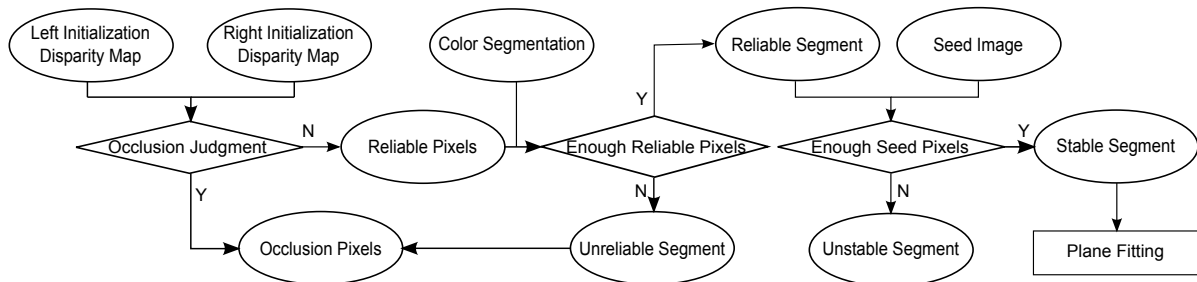 Left Initialization
Disparity Map
Right Initialization
Disparity Map
Color Segmentation
Reliable Segment
Seed Image
Y
N
Y
Occlusion Judgment
Reliable Pixels
Enough Reliable Pixels
Enough Seed Pixels
Stable Segment
Y
N
N
Occlusion Pixels
Unreliable Segment
Unstable Segment
Plane Fitting